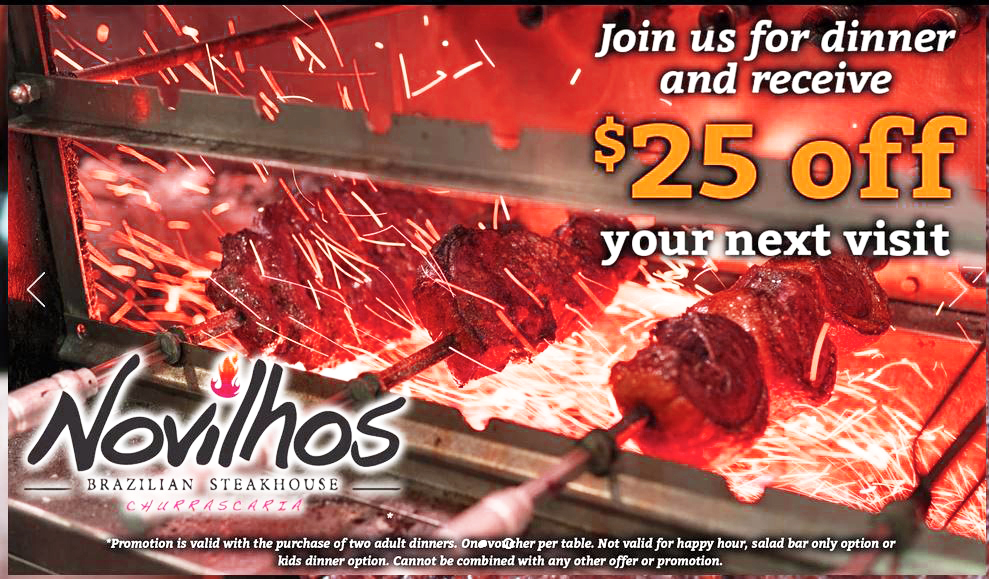 Join us for dinner
and receive
$25 off
your next visit
Novilhos
BRAZILIAN STEAKHOUSE
CHURRASCARIA
*
*Promotion is valid with the purchase of two adult dinners. One voucher per table. Not valid for happy hour, salad bar only option or
kids dinner option. Cannot be combined with any other offer or promotion.